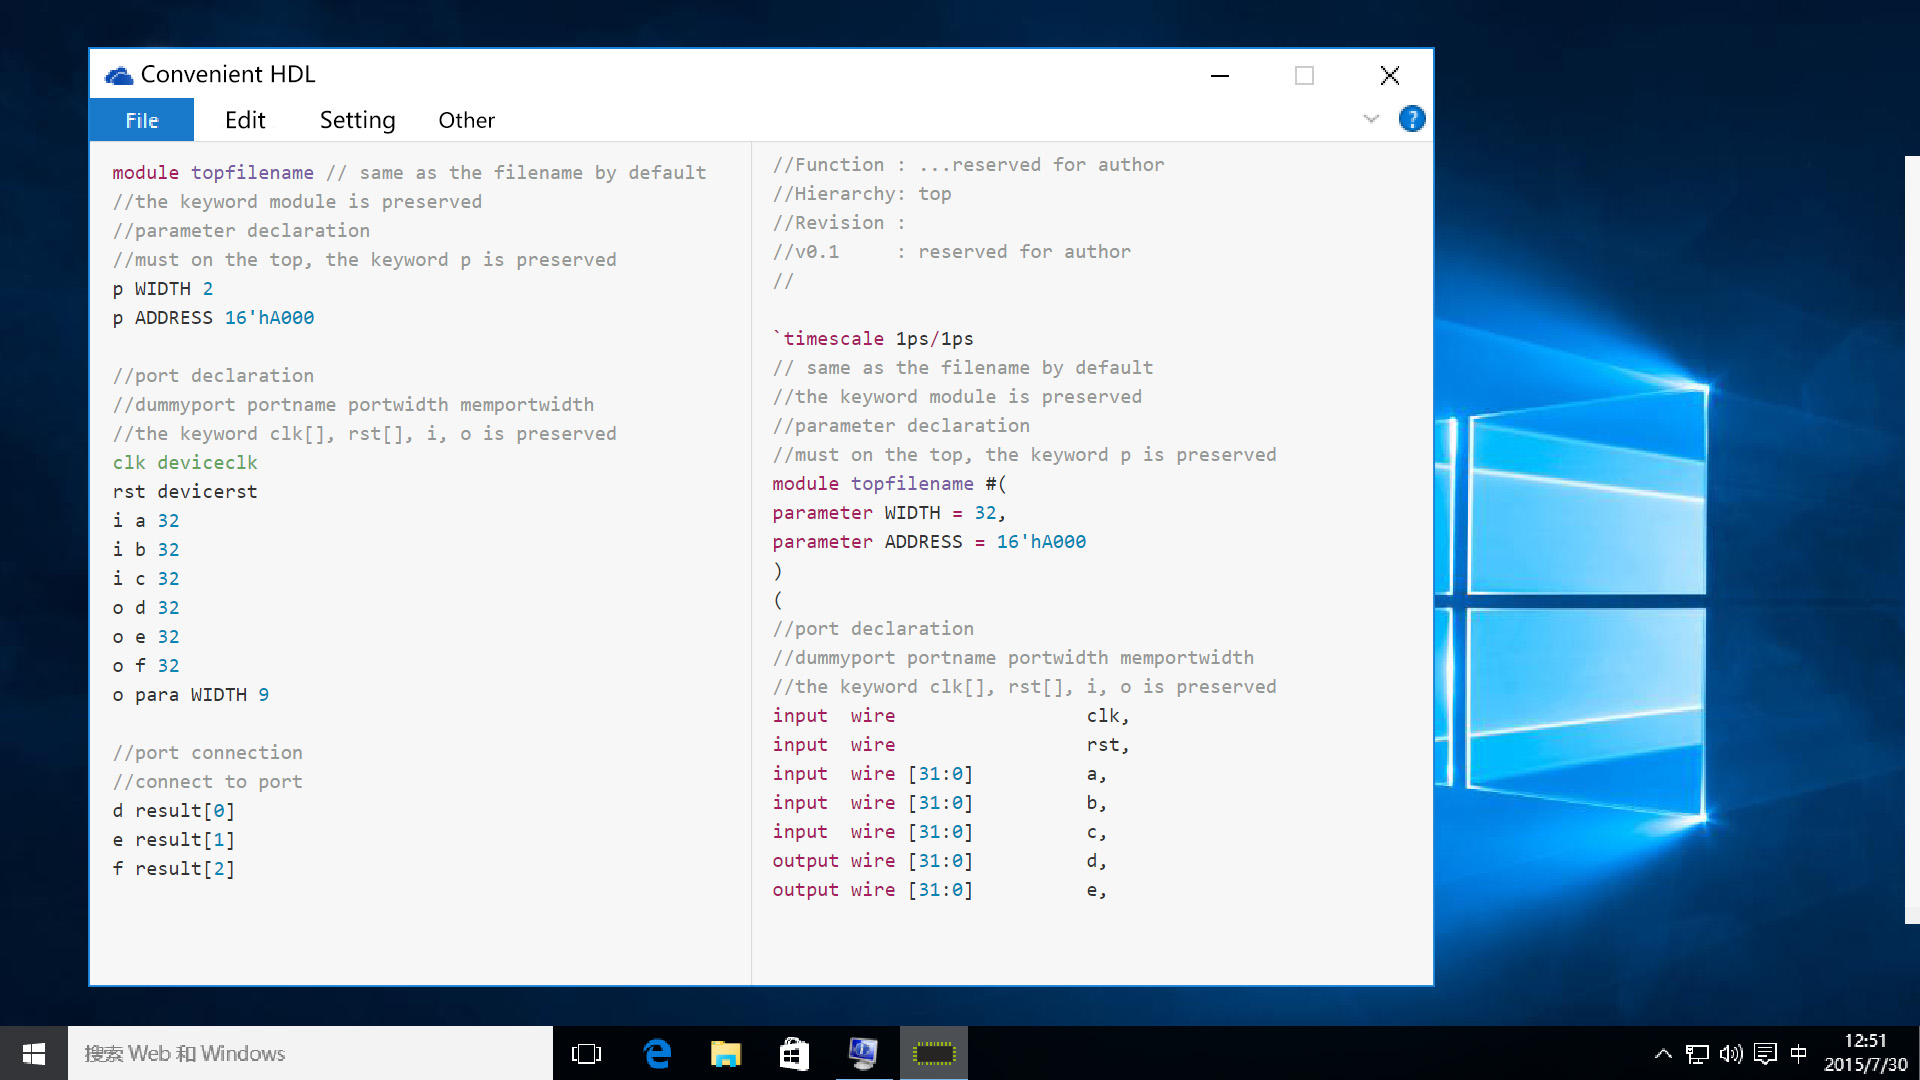 Convenient HDL
File Edit Setting Other
?
module topfilename // same as the filename by default
//the keyword module is preserved
//parameter declaration
//must on the top, the keyword p is preserved
p WIDTH 2
p ADDRESS 16'hA000
//port declaration
//dummyport portname portwidth memportwidth
//the keyword clk[], rst[], i, o is preserved
clk deviceclk
rst devicerst
i a 32
i b 32
i c 32
o d 32
o e 32
o f 32
o para WIDTH 9
//port connection
//connect to port
d result[0]
e result[1]
f result[2]
//Function : ...reserved for author
//Hierarchy: top
//Revision :
//v0.1     : reserved for author
//
`timescale 1ps/1ps
// same as the filename by default
//the keyword module is preserved
//parameter declaration
//must on the top, the keyword p is preserved
module topfilename #(
parameter WIDTH = 32,
parameter ADDRESS = 16'hA000
)
(
//port declaration
//dummyport portname portwidth memportwidth
//the keyword clk[], rst[], i, o is preserved
input  wire                 clk,
input  wire                 rst,
input  wire [31:0]          a,
input  wire [31:0]          b,
input  wire [31:0]          c,
output wire [31:0]          d,
output wire [31:0]          e,
搜索 Web 和 Windows
中
12:51
2015/7/30